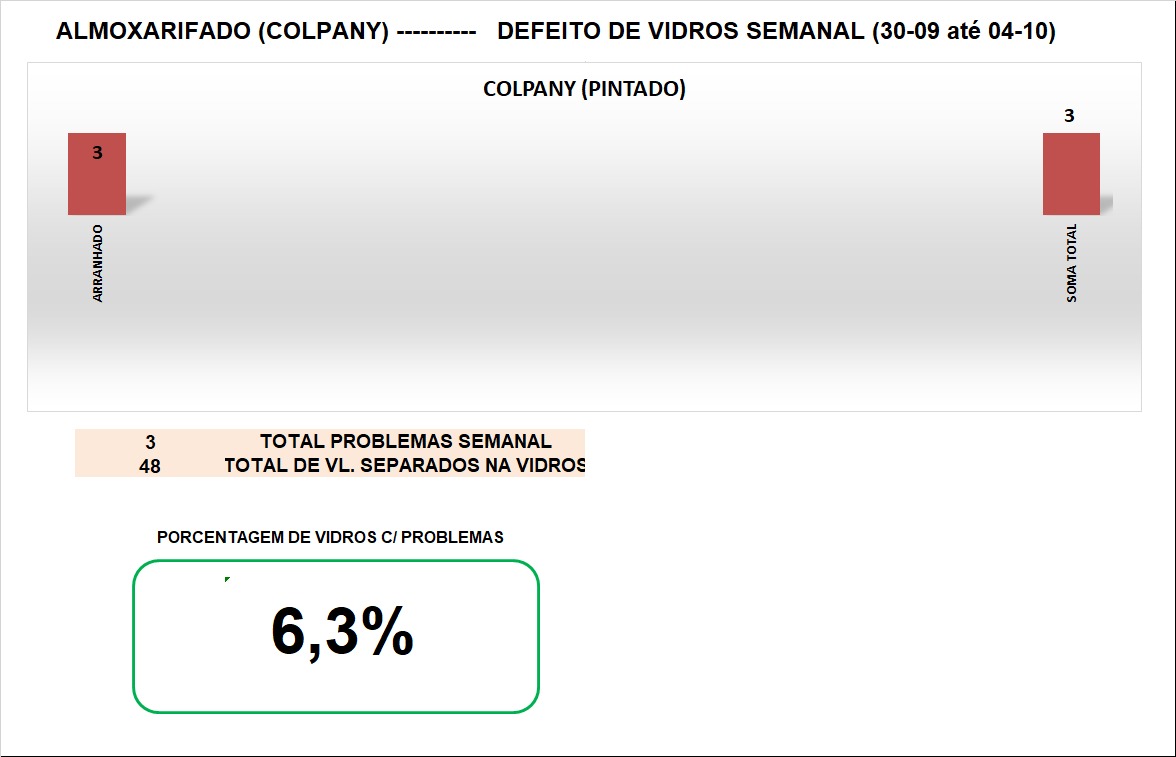 ALMOXARIFADO (COLPANY) ---------- DEFEITO DE VIDROS SEMANAL (30-09 até 04-10)
COLPANY (PINTADO)
3
3
ARRANHADO
SOMA TOTAL
3 TOTAL PROBLEMAS SEMANAL
48 TOTAL DE VL. SEPARADOS NA VIDROS
PORCENTAGEM DE VIDROS C/ PROBLEMAS
6,3%